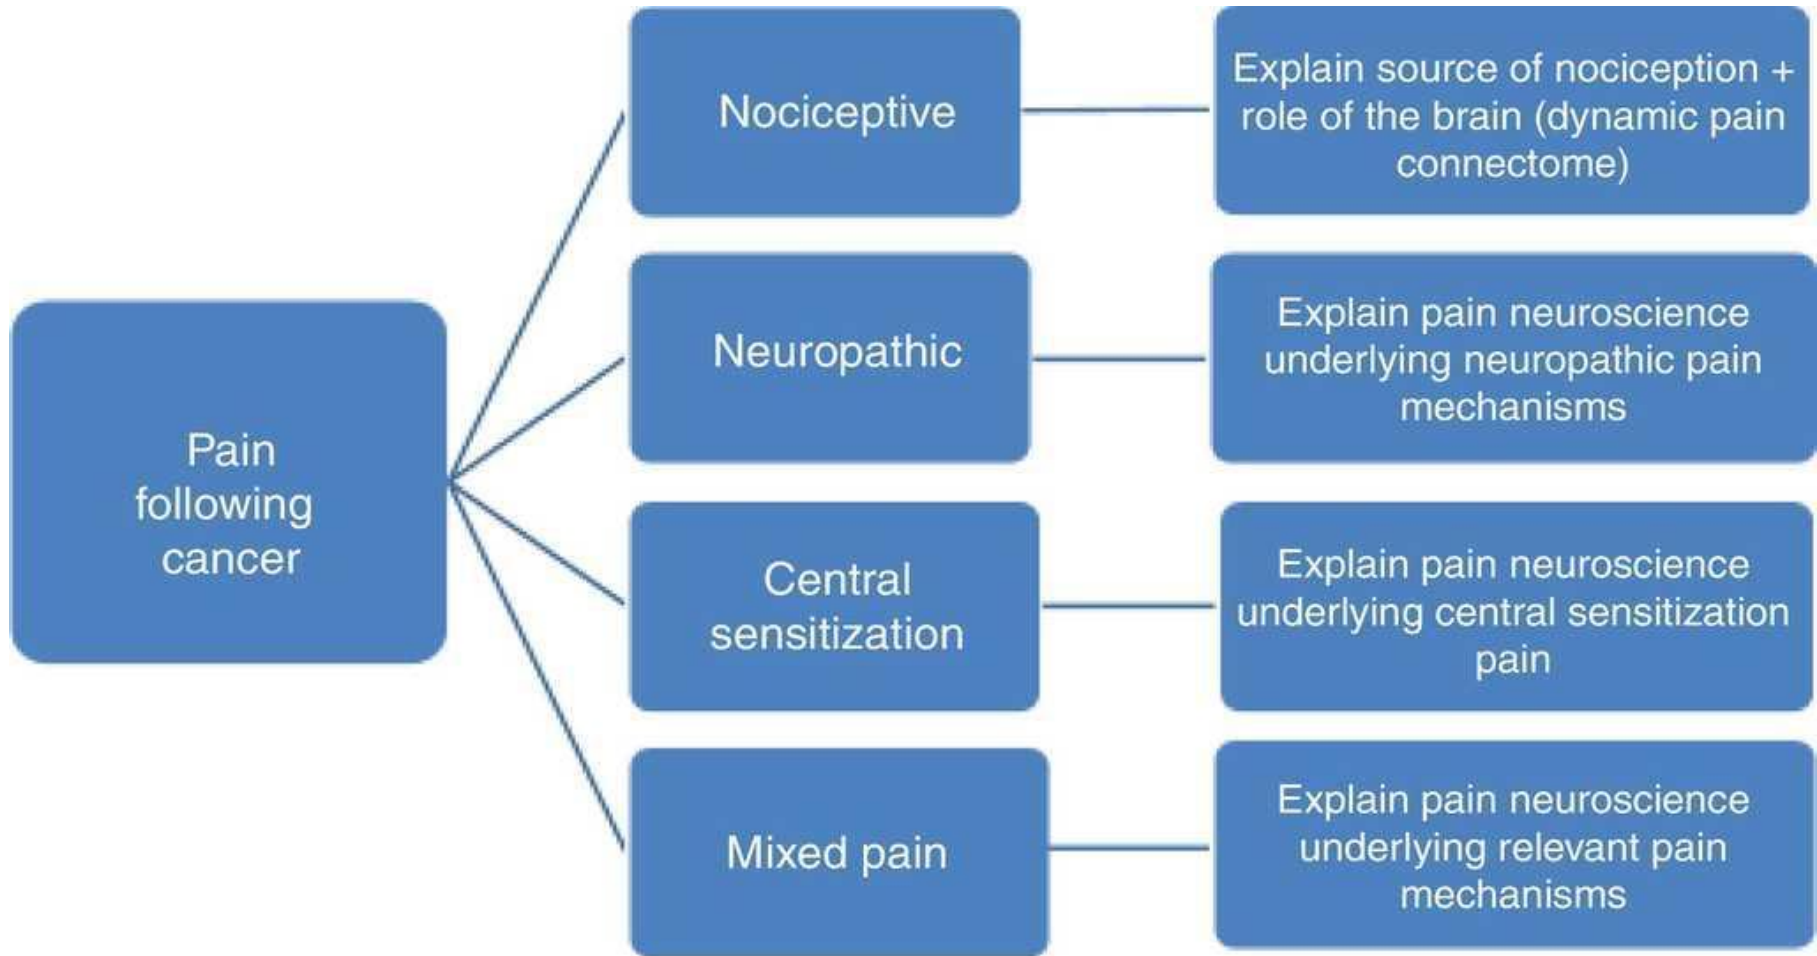 Pain
following
cancer
Nociceptive
Explain source of nociception +
role of the brain (dynamic pain
connectome)
Neuropathic
Explain pain neuroscience
underlying neuropathic pain
mechanisms
Central
sensitization
Explain pain neuroscience
underlying central sensitization
pain
Mixed pain
Explain pain neuroscience
underlying relevant pain
mechanisms